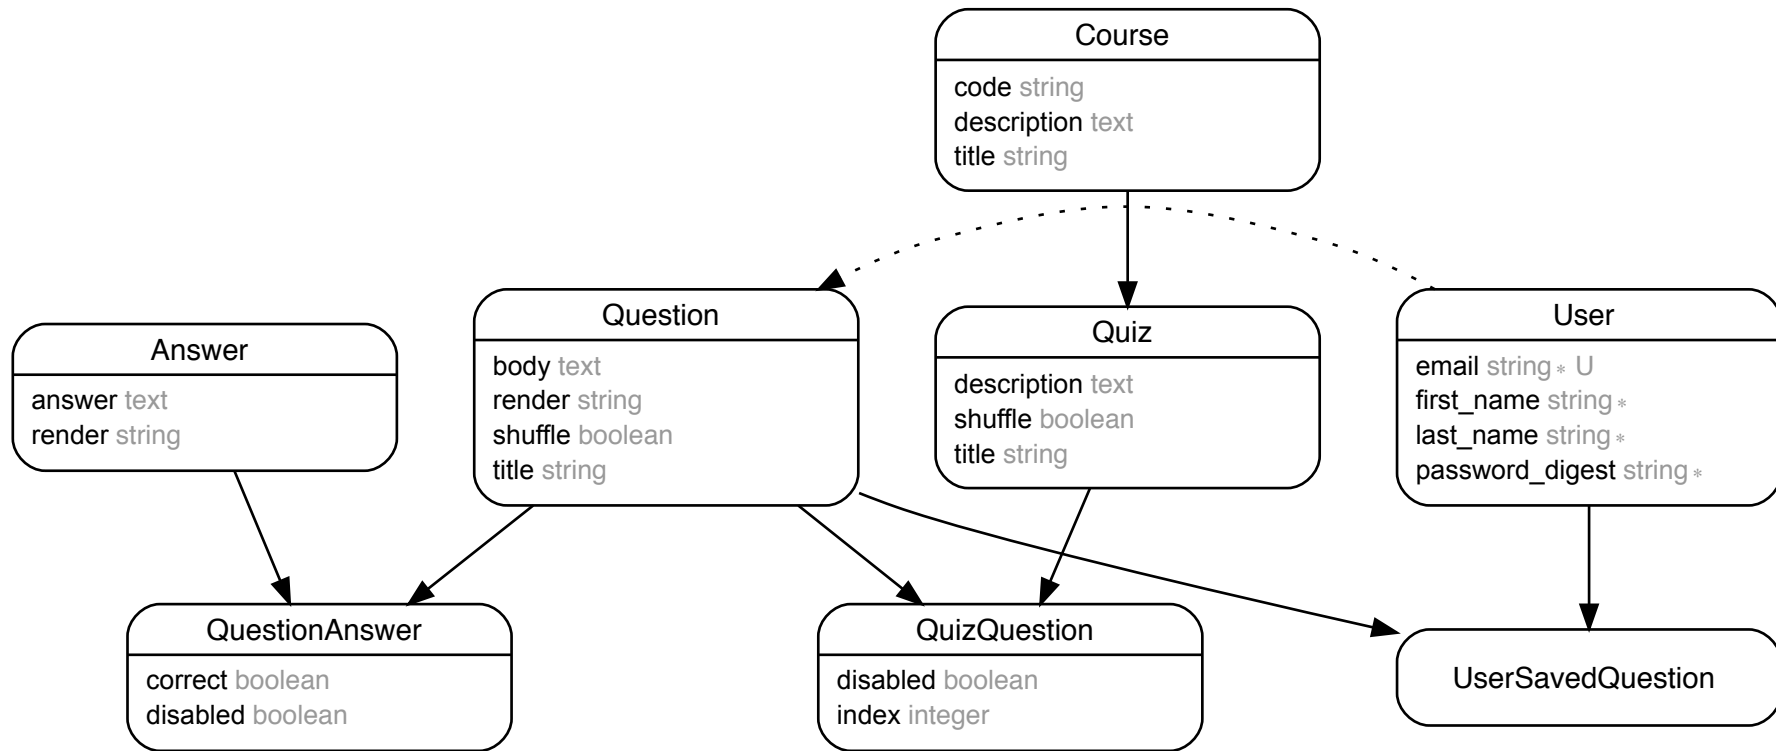 Course
code string
description text
title string
Answer
answer text
render string
Question
body text
render string
shuffle boolean
title string
Quiz
description text
shuffle boolean
title string
User
email string∗ U
first_name string∗
last_name string∗
password_digest string∗
QuestionAnswer
correct boolean
disabled boolean
QuizQuestion
disabled boolean
index integer
UserSavedQuestion